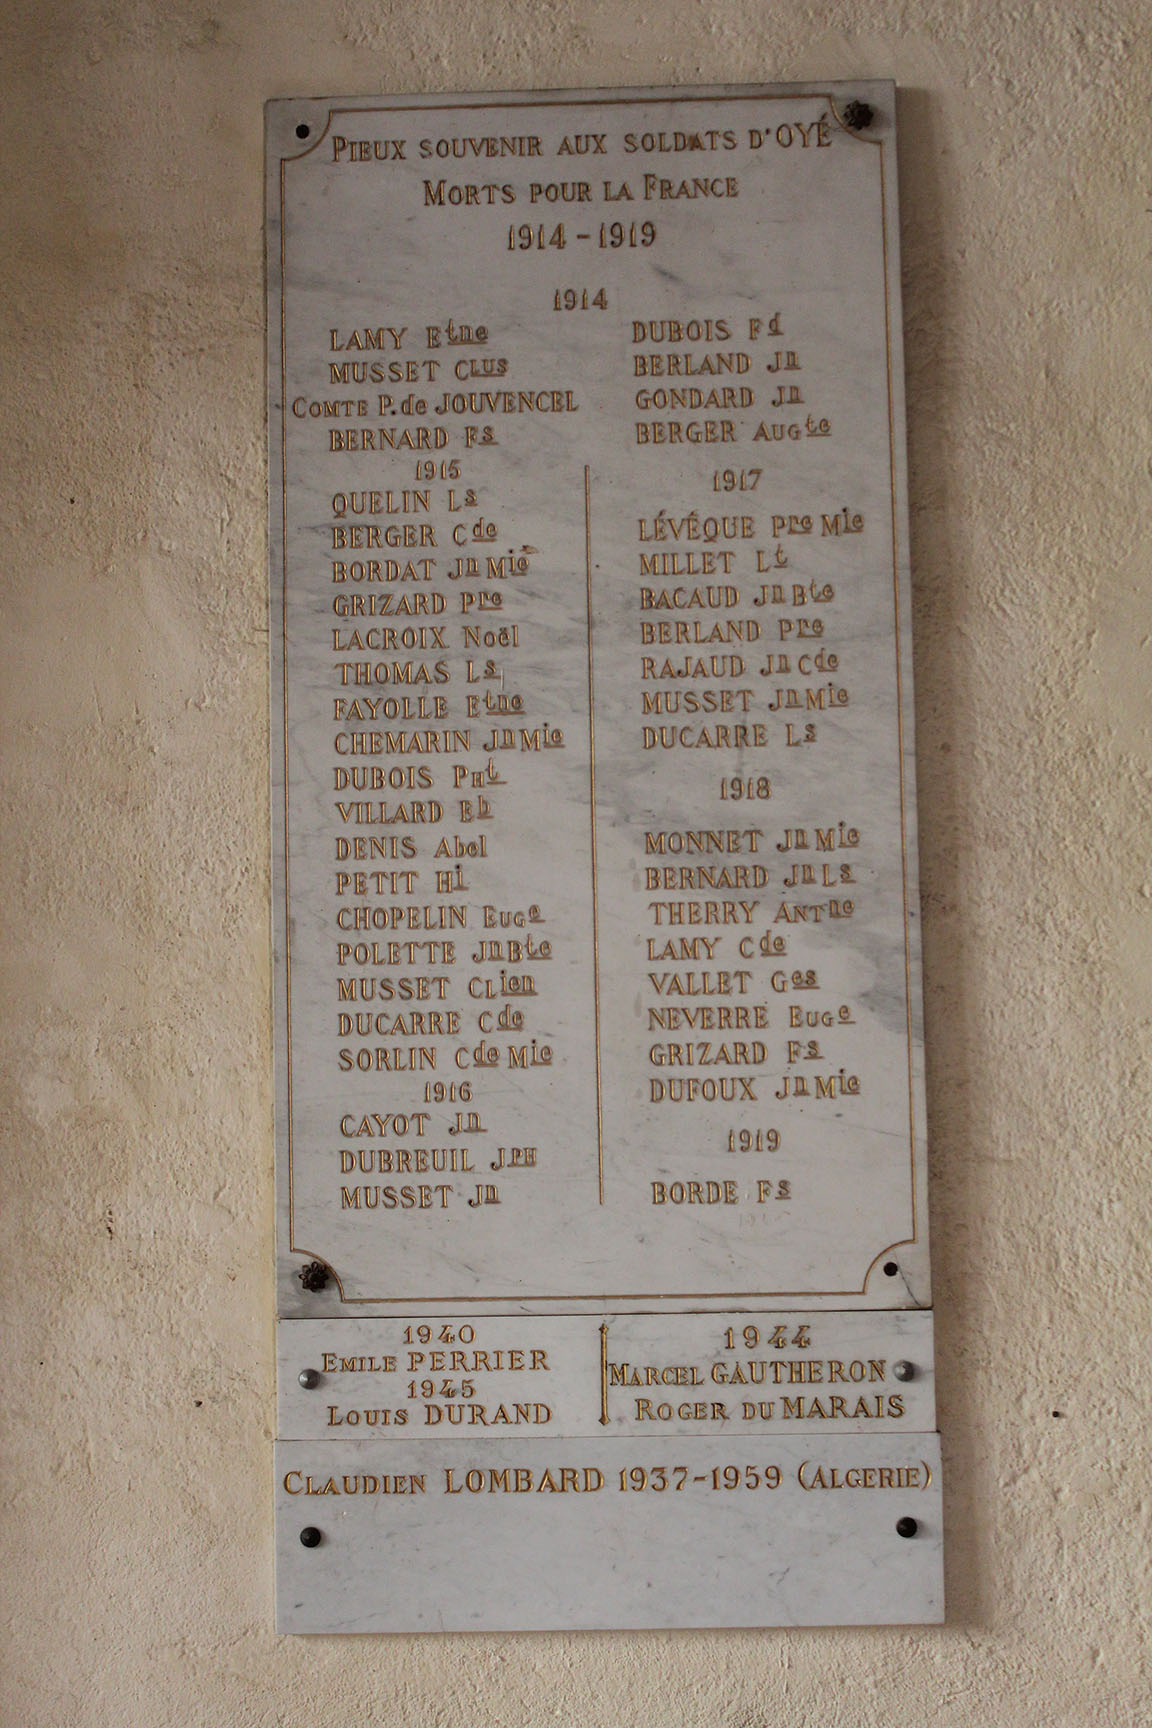 PIEUX SOUVENIR AUX SOLDATS D'OYÉ
MORTS POUR LA FRANCE
1914-1919
1914
LAMY Etne
MUSSET CLUS
COMTE P. de JOUVENCEL
BERNARD Fs
DUBOIS Fd
BERLAND Jn
GONDARD Jn
BERGER AUGte
1915
QUELIN Ls
BERGER Cde
BORDAT Jn Mie
GRIZARD Pre
LACROIX Noël
THOMAS Ls
FAYOLLE Etne
CHEMARIN Jn Mie
DUBOIS PHt
VILLARD Eh
DENIS Abel
PETIT Hi
CHOPELIN EUGe
POLETTE Jn Bte
MUSSET CLien
DUCARRE Cde
SORLIN Cde Mie
1916
CAYOT Jn
DUBREUIL JPH
MUSSET Jn
1917
LÉVÊQUE Pre Mie
MILLET Lt
BACAUD Jn Bte
BERLAND Pre
RAJAUD Jn Cde
MUSSET Jn Mie
DUCARRE Ls
1918
MONNET Jn Mie
BERNARD Jn Ls
THERRY ANTne
LAMY Cde
VALLET Ges
NEVERRE EUGe
GRIZARD Fs
DUFOUX Jn Mie
1919
BORDE Fs
1940
EMILE PERRIER
1945
LOUIS DURAND
1944
MARCEL GAUTHERON
ROGER DU MARAIS
CLAUDIEN LOMBARD 1937-1959 (ALGERIE)